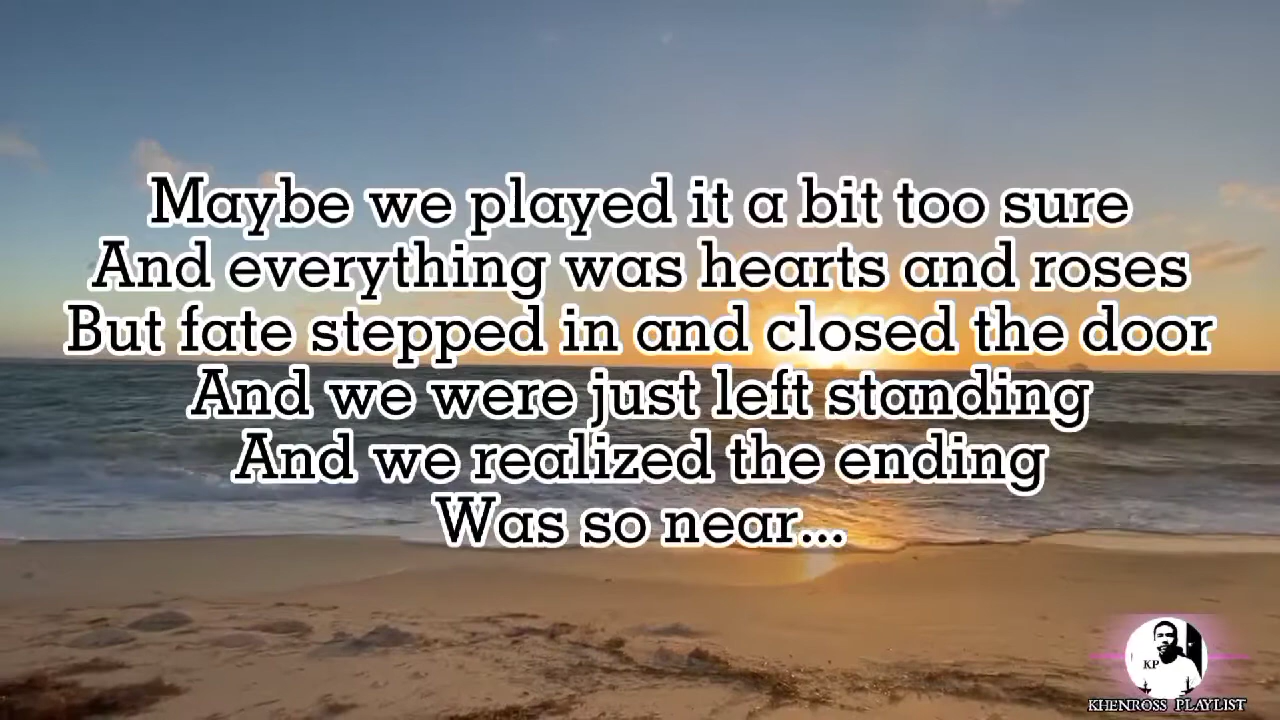 Maybe we played it a bit too sure
And everything was hearts and roses
But fate stepped in and closed the door
And we were just left standing
And we realized the ending
Was so near...
KP
KHENROSS PLAYLIST